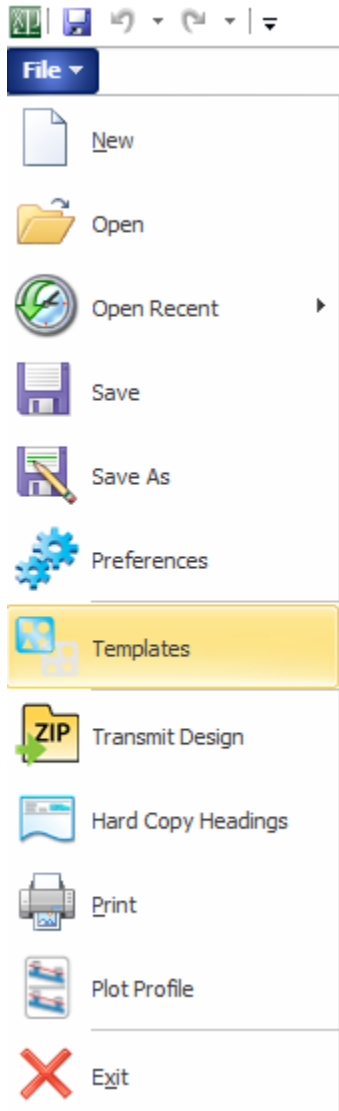 XP
File
New
Open
Open Recent
Save
Save As
Preferences
Templates
ZIP
Transmit Design
Hard Copy Headings
Print
Plot Profile
Exit